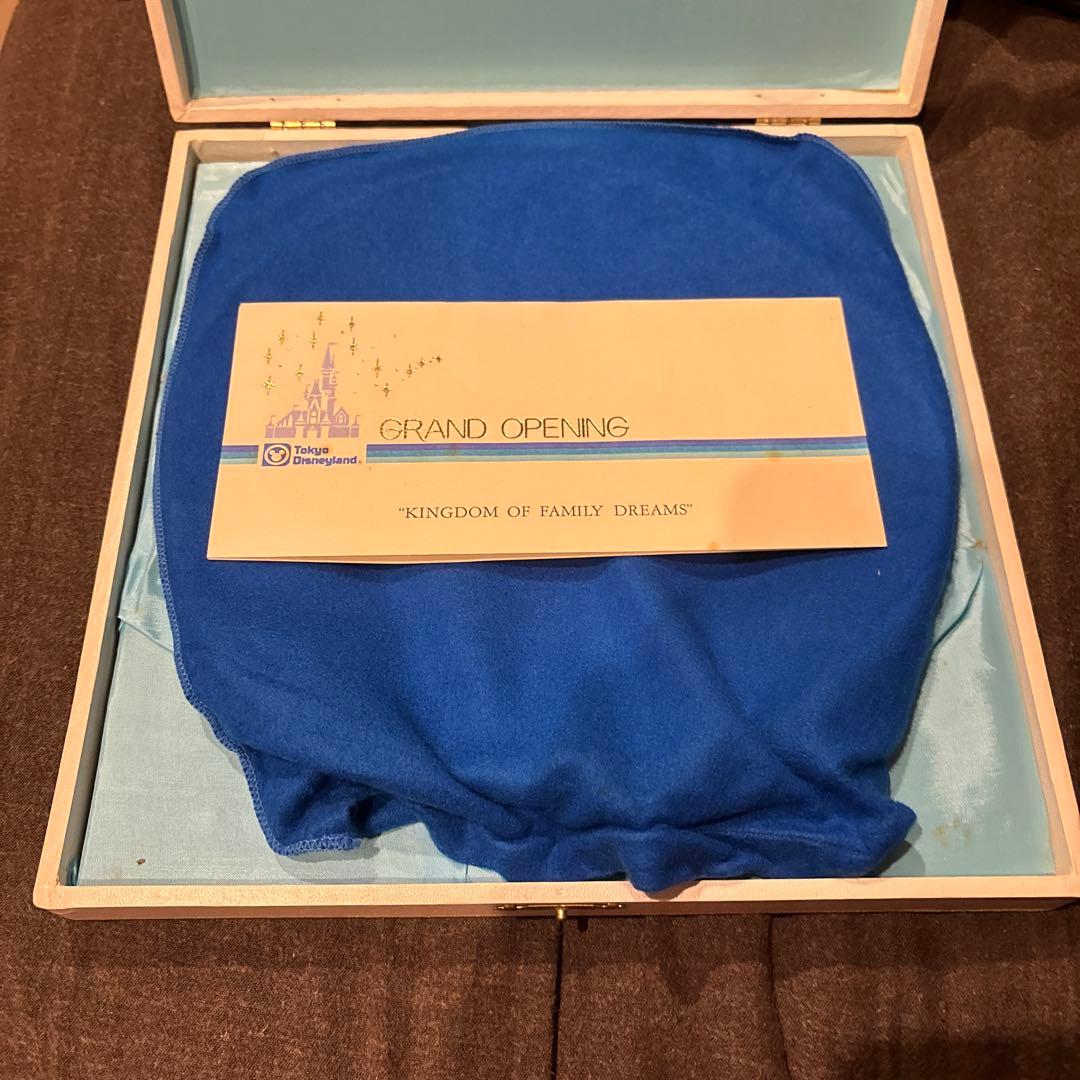 GRAND OPENING
Tokyo
Disneyland®
“KINGDOM OF FAMILY DREAMS”